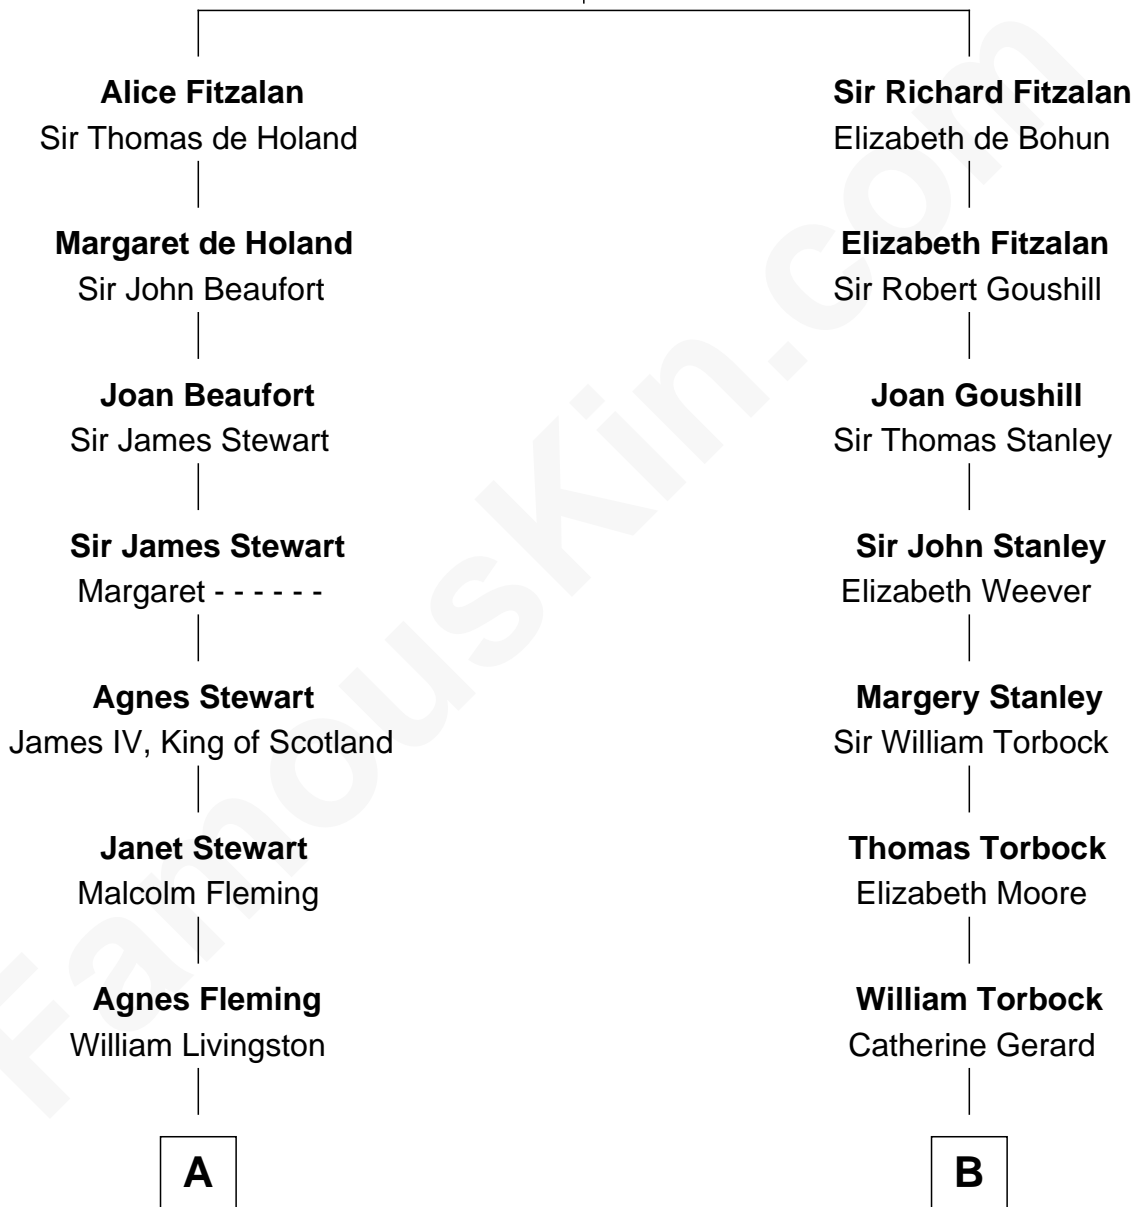 Alice Fitzalan
Sir Thomas de Holand
Margaret de Holand
Sir John Beaufort
Joan Beaufort
Sir James Stewart
Sir James Stewart
Margaret - - - - - -
Agnes Stewart
James IV, King of Scotland
Janet Stewart
Malcolm Fleming
Agnes Fleming
William Livingston
A
Sir Richard Fitzalan
Elizabeth de Bohun
Elizabeth Fitzalan
Sir Robert Goushill
Joan Goushill
Sir Thomas Stanley
Sir John Stanley
Elizabeth Weever
Margery Stanley
Sir William Torbock
Thomas Torbock
Elizabeth Moore
William Torbock
Catherine Gerard
B
FamousKin.com